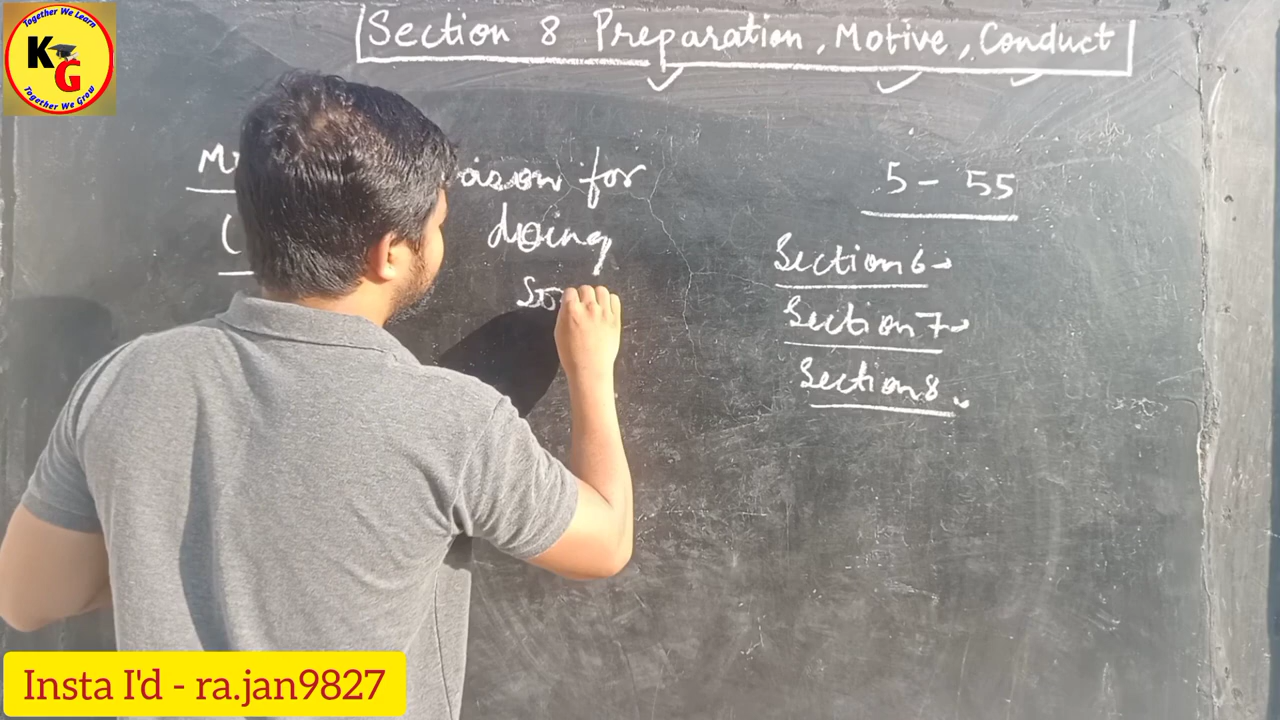 Together We Learn
KG
Together We Grow
Section 8 Preparation, Motive, Conduct
for
doing
5 - 55
Section 6
Section 7
Section 8
Insta I'd - ra.jan9827